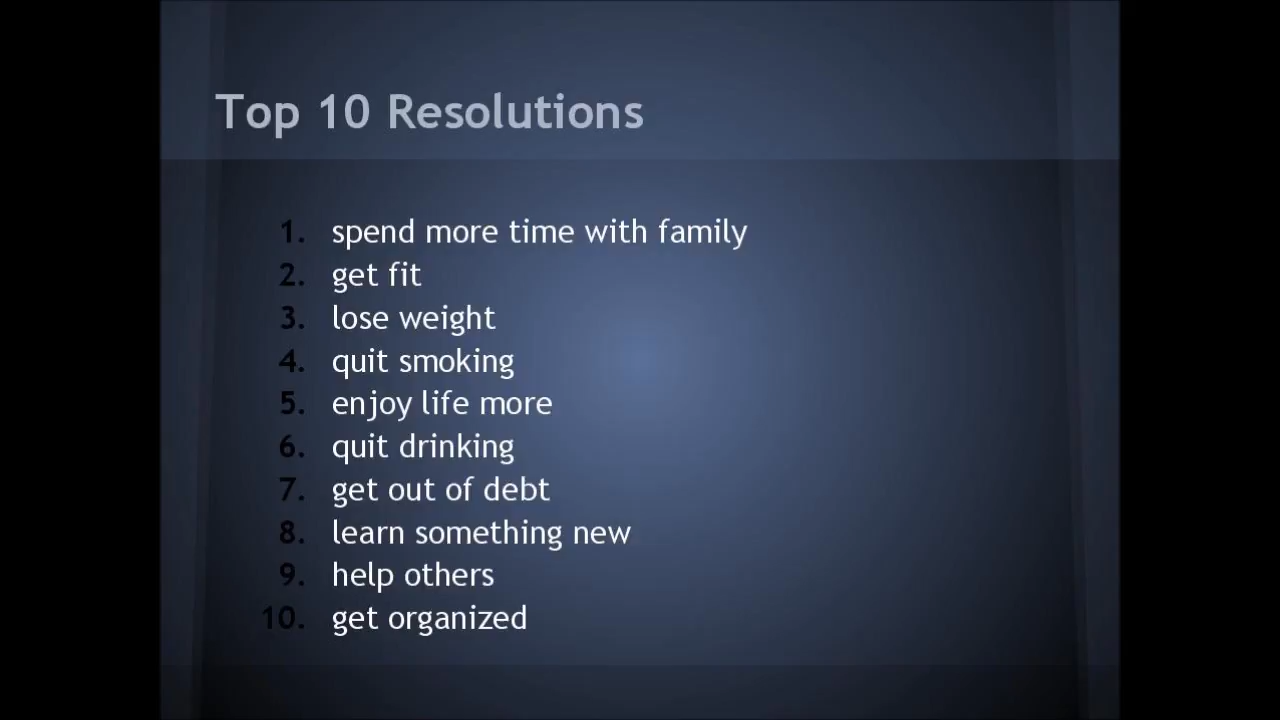 Top 10 Resolutions
1. spend more time with family
2. get fit
3. lose weight
4. quit smoking
5. enjoy life more
6. quit drinking
7. get out of debt
8. learn something new
9. help others
10. get organized